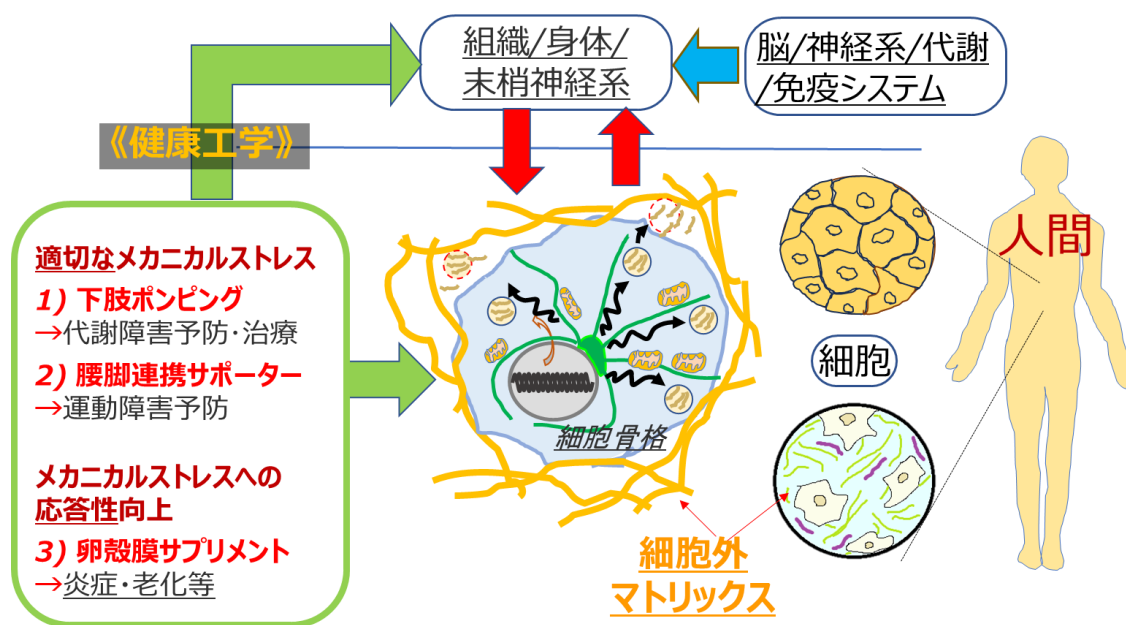 組織/身体/
末梢神経系
脳/神経系/代謝
/免疫システム
《健康工学》
適切なメカニカルストレス
1) 下肢ポンピング
→代謝障害予防・治療
2) 腰脚連携サポーター
→運動障害予防
メカニカルストレスへの
応答性向上
3) 卵殻膜サプリメント
→炎症・老化等
細胞骨格
人間
細胞
細胞外
マトリックス